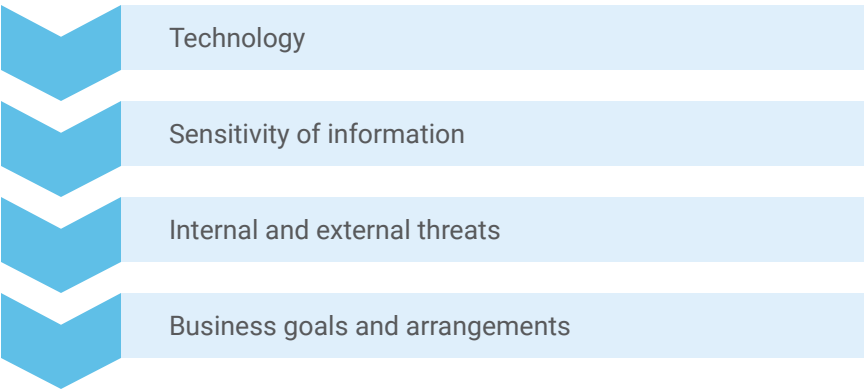 Technology
Sensitivity of information
Internal and external threats
Business goals and arrangements